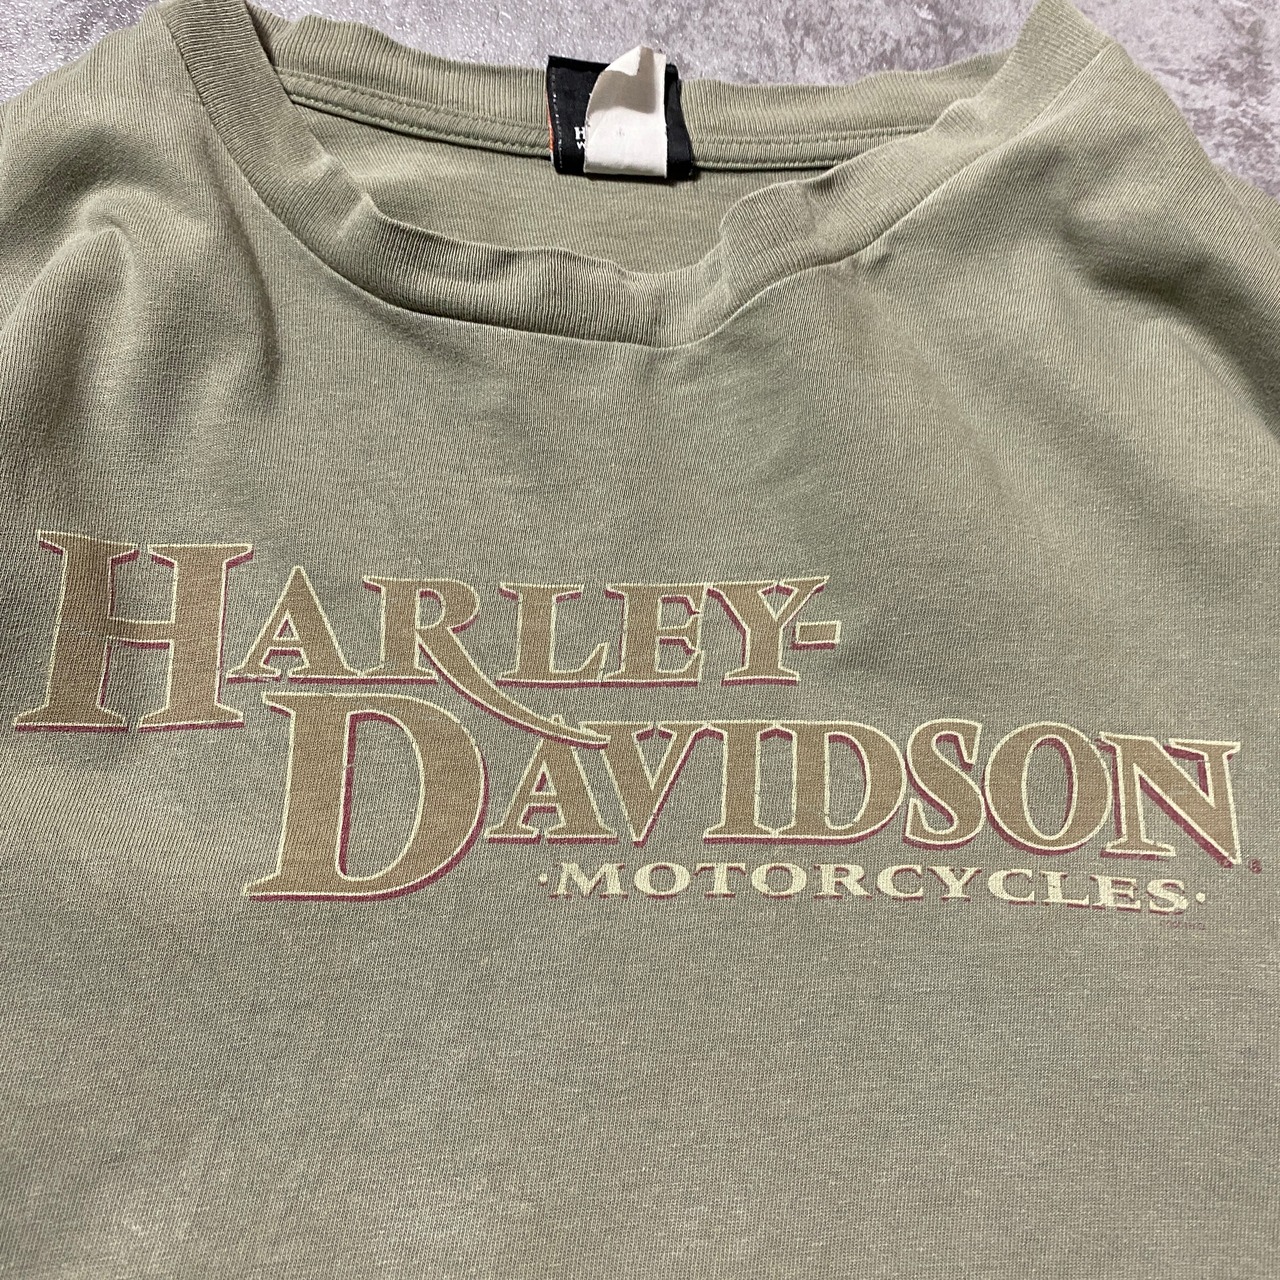 HARLEY-
DAVIDSON
·MOTORCYCLES·
®